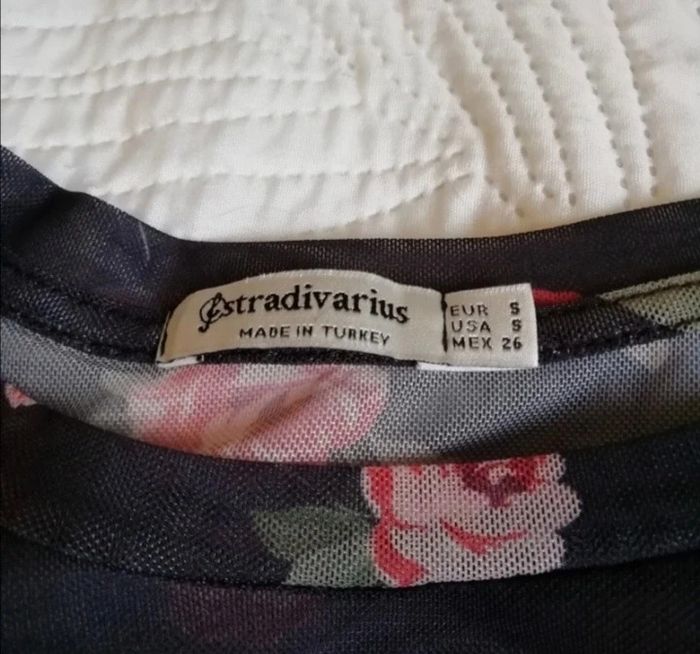 stradivarius
MADE IN TURKEY
EUR S
USA S
MEX 26